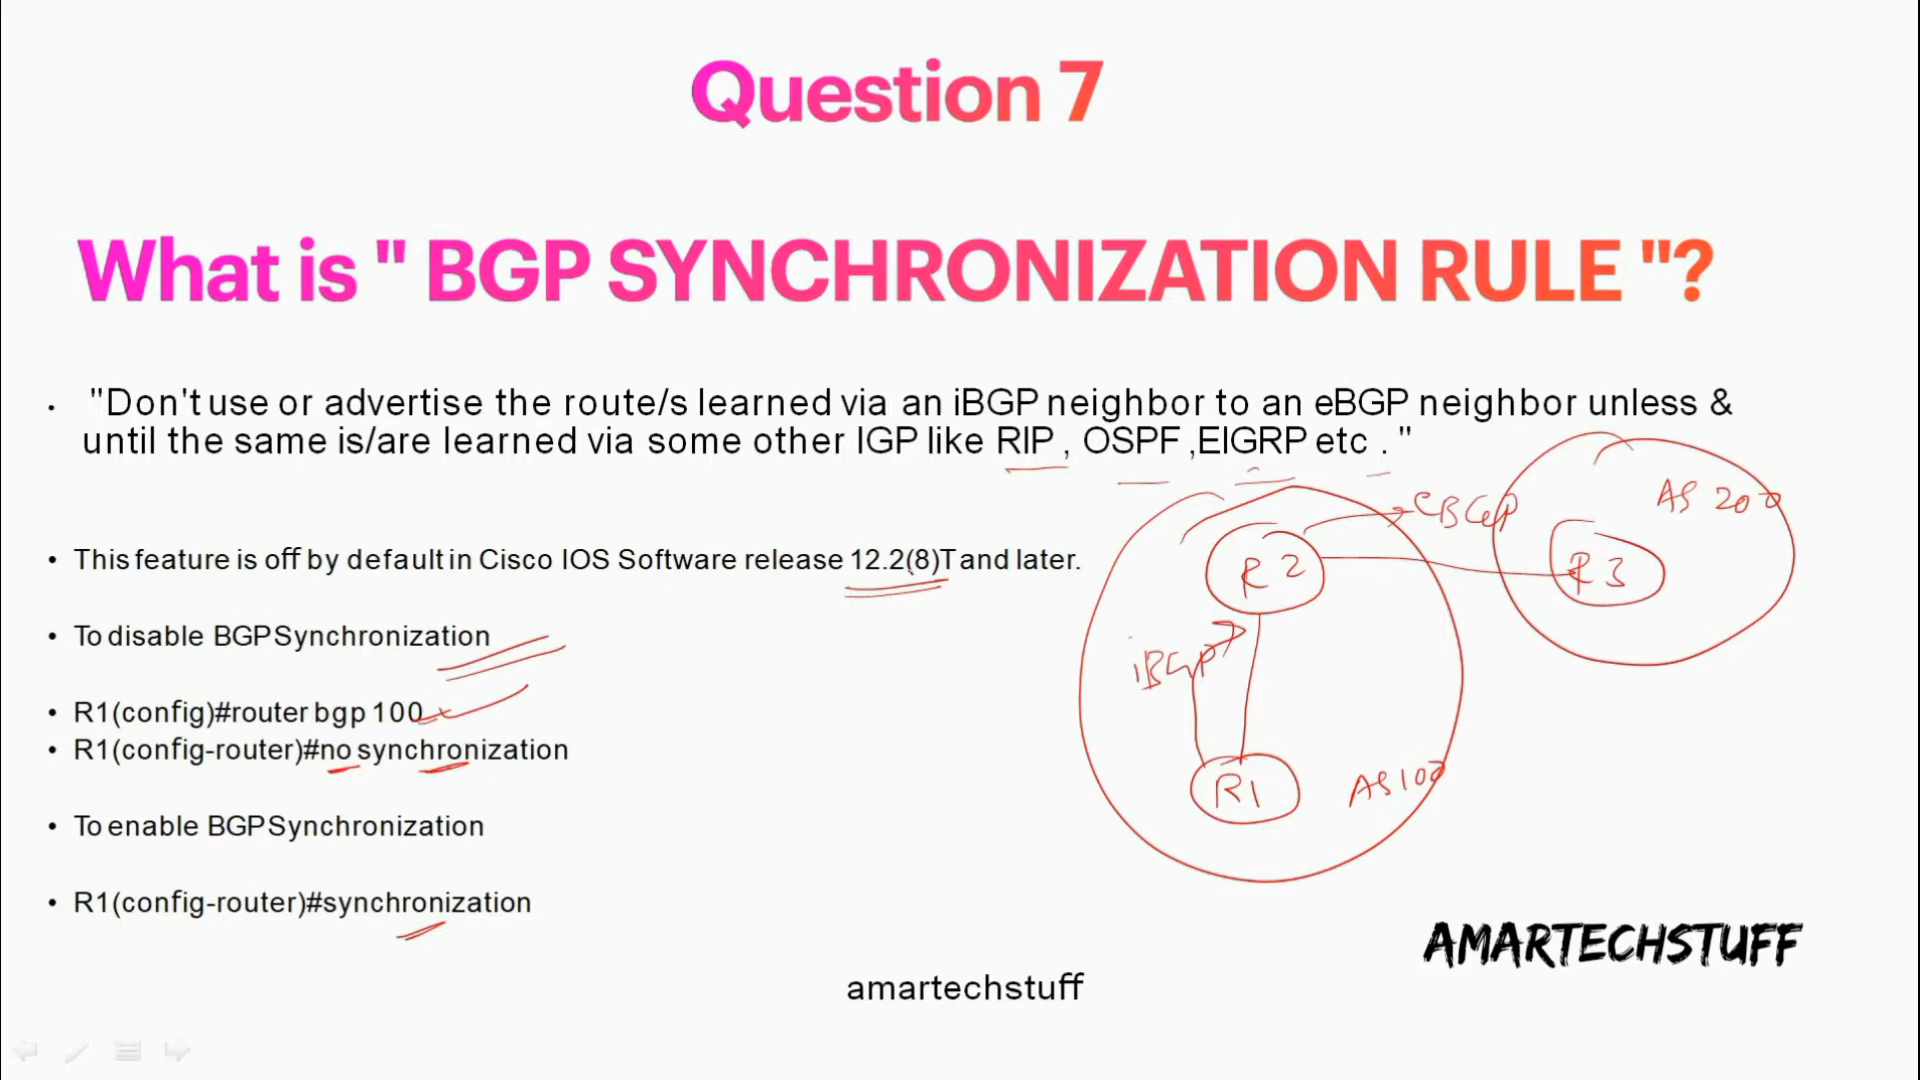 Question 7
What is " BGP SYNCHRONIZATION RULE "?
• "Don't use or advertise the route/s learned via an iBGP neighbor to an eBGP neighbor unless &
until the same is/are learned via some other IGP like RIP , OSPF ,EIGRP etc . "
• This feature is off by default in Cisco IOS Software release 12.2(8)T and later.
• To disable BGP Synchronization
• R1(config)#router bgp 100
• R1(config-router)#no synchronization
• To enable BGP Synchronization
• R1(config-router)#synchronization
eBGP
AS 200
R2
R3
iBGP
R1
AS100
AMARTECHSTUFF
amartechstuff